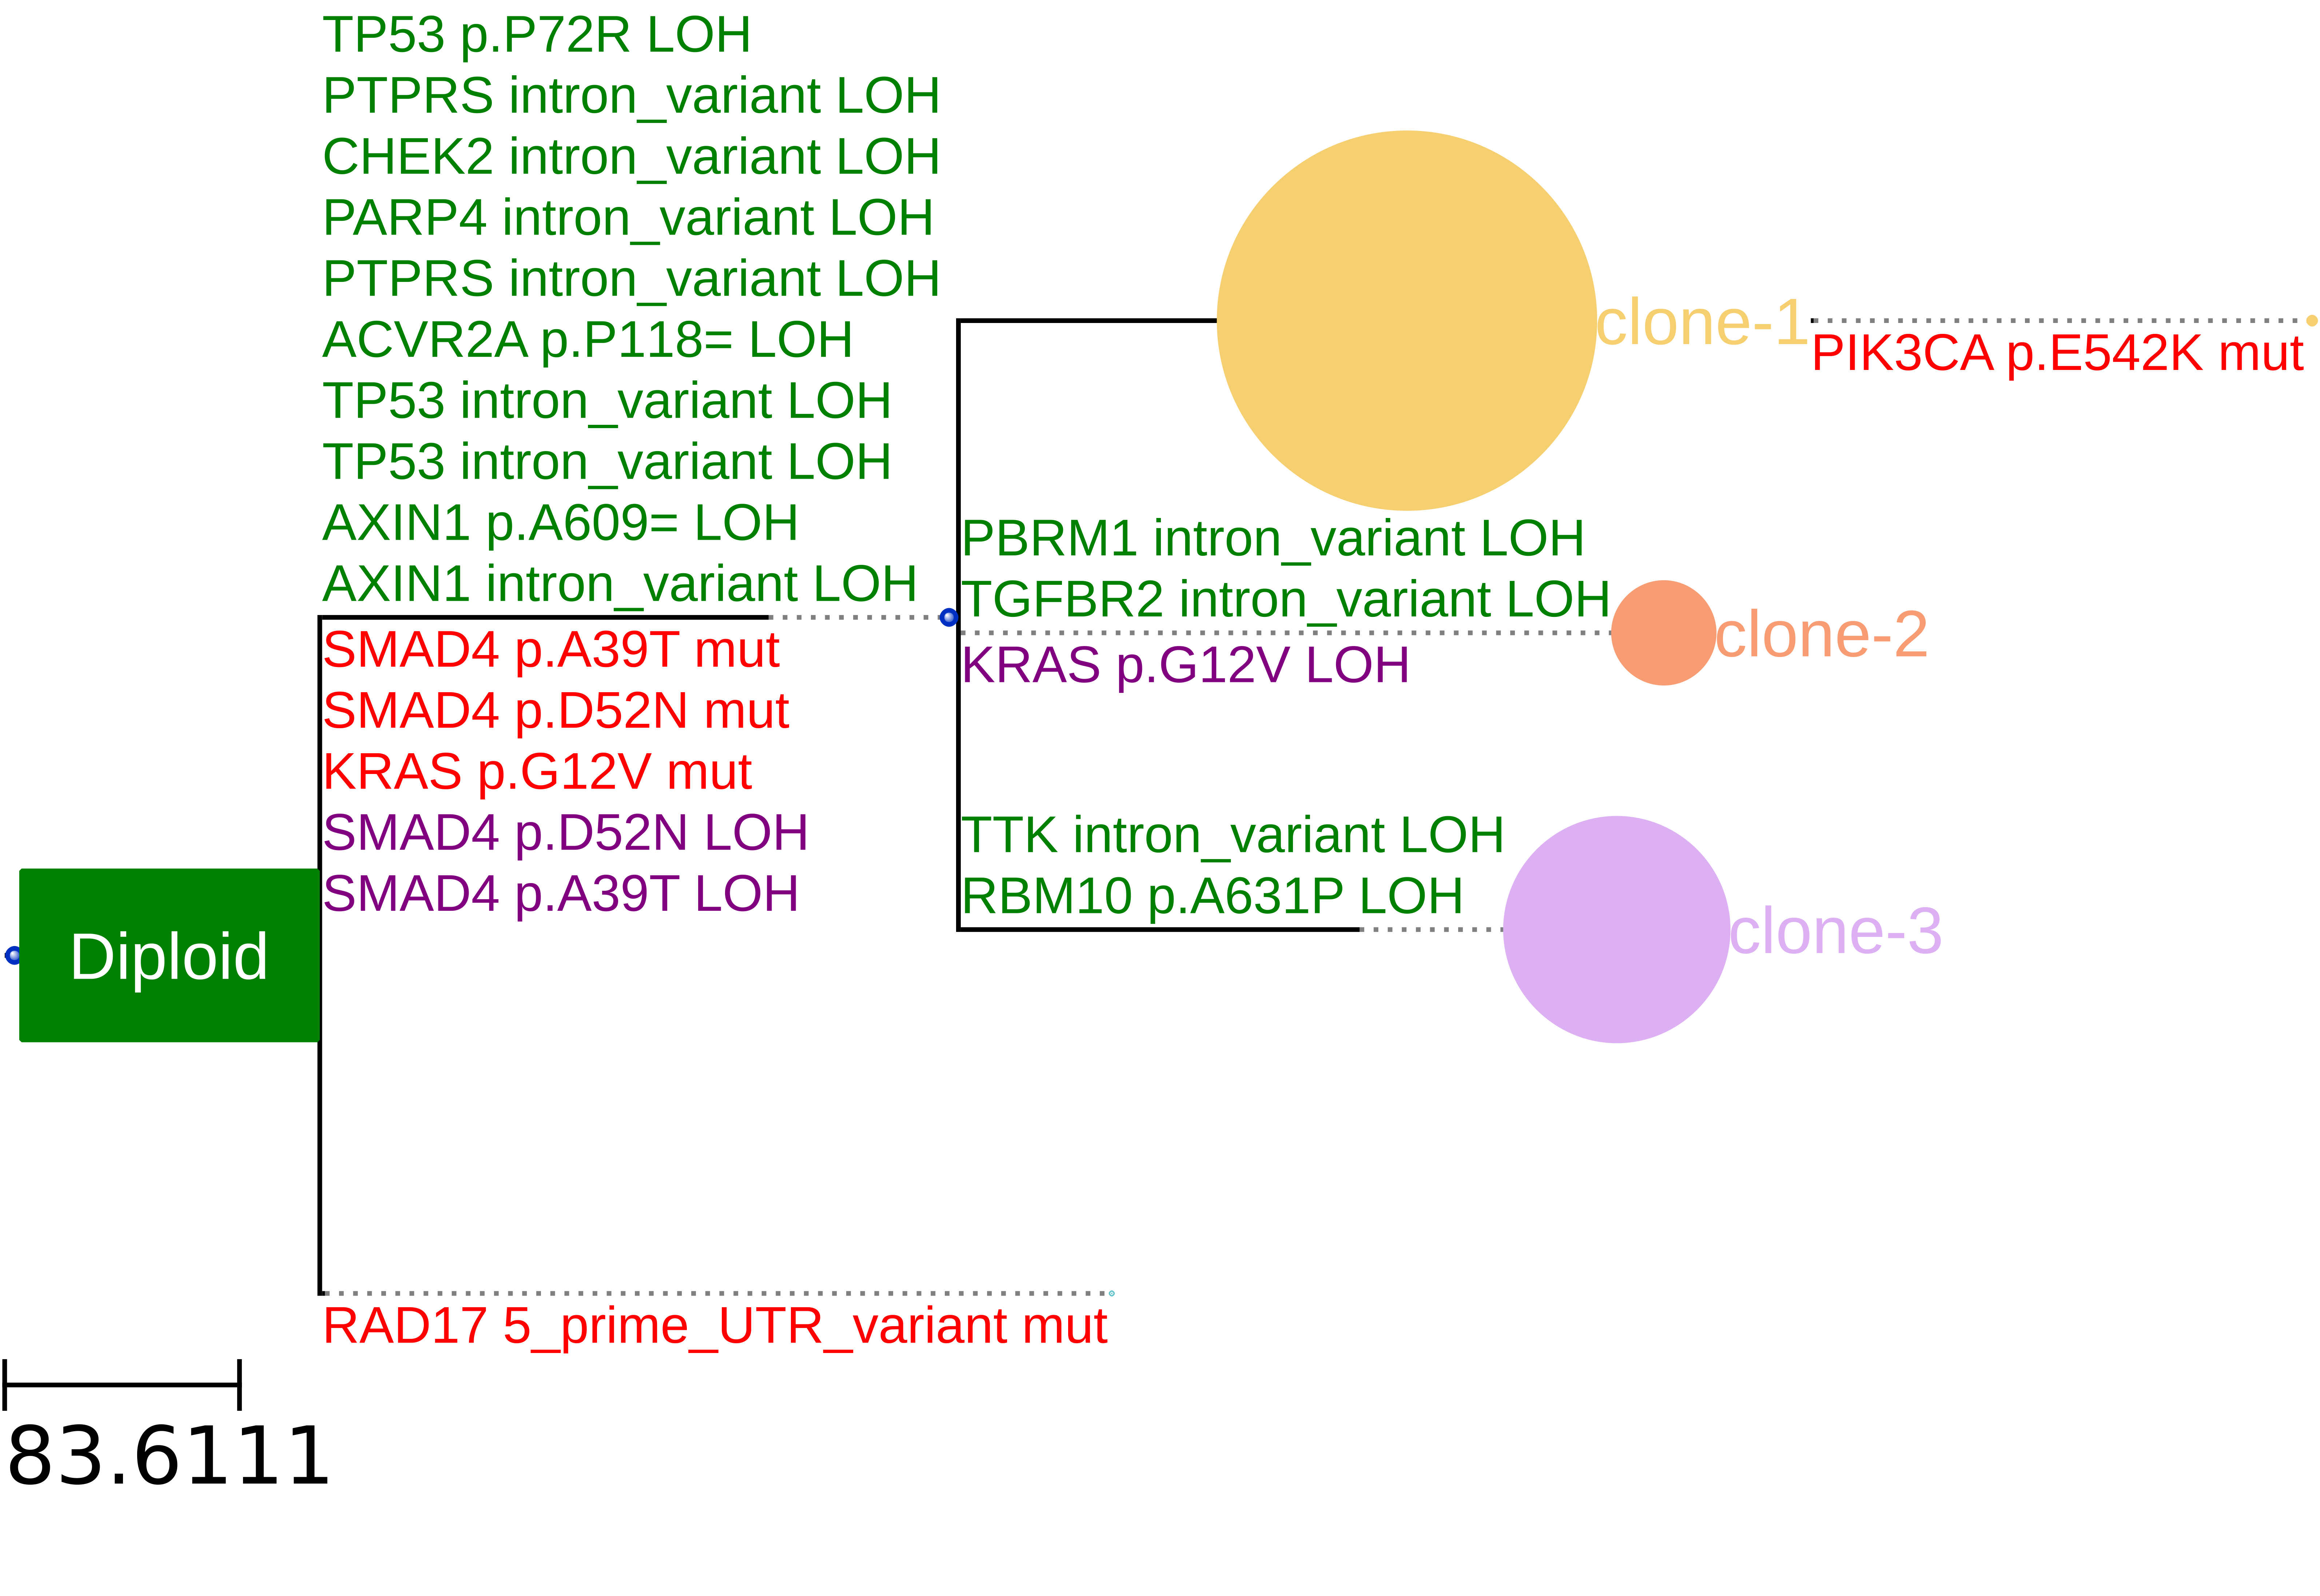 TP53 p.P72R LOH
PTPRS intron_variant LOH
CHEK2 intron_variant LOH
PARP4 intron_variant LOH
PTPRS intron_variant LOH
ACVR2A p.P118= LOH
TP53 intron_variant LOH
TP53 intron_variant LOH
AXIN1 p.A609= LOH
AXIN1 intron_variant LOH
SMAD4 p.A39T mut
SMAD4 p.D52N mut
KRAS p.G12V mut
SMAD4 p.D52N LOH
SMAD4 p.A39T LOH
Diploid
clone-1
PIK3CA p.E542K mut
PBRM1 intron_variant LOH
TGFBR2 intron_variant LOH
KRAS p.G12V LOH
clone-2
TTK intron_variant LOH
RBM10 p.A631P LOH
clone-3
RAD17 5_prime_UTR_variant mut
83.6111